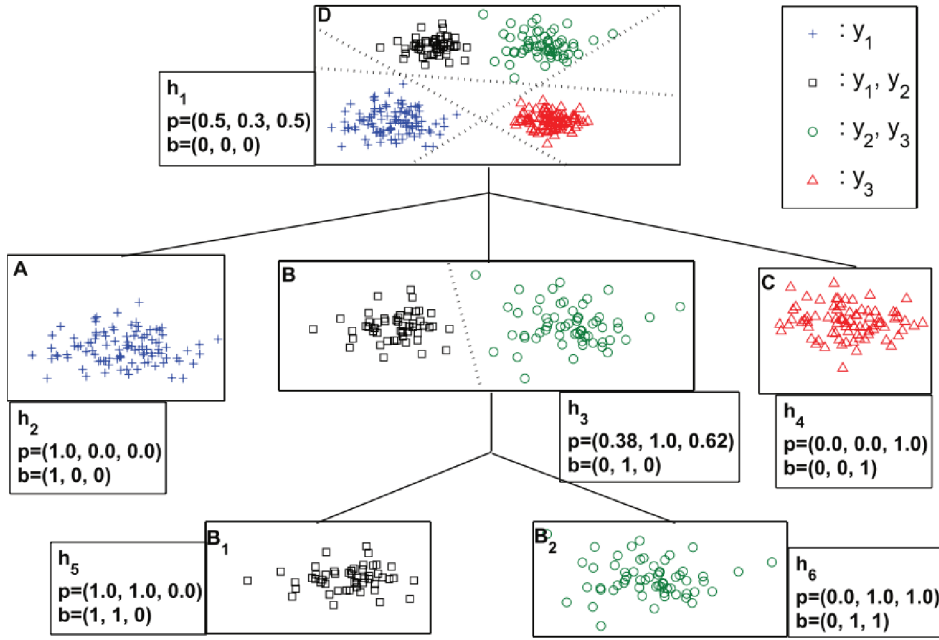 D
+ : y1
□ : y1, y2
○ : y2, y3
△ : y3
h1
p=(0.5, 0.3, 0.5)
b=(0, 0, 0)
A
B
C
h2
p=(1.0, 0.0, 0.0)
b=(1, 0, 0)
h3
p=(0.38, 1.0, 0.62)
b=(0, 1, 0)
h4
p=(0.0, 0.0, 1.0)
b=(0, 0, 1)
B1
B2
h5
p=(1.0, 1.0, 0.0)
b=(1, 1, 0)
h6
p=(0.0, 1.0, 1.0)
b=(0, 1, 1)